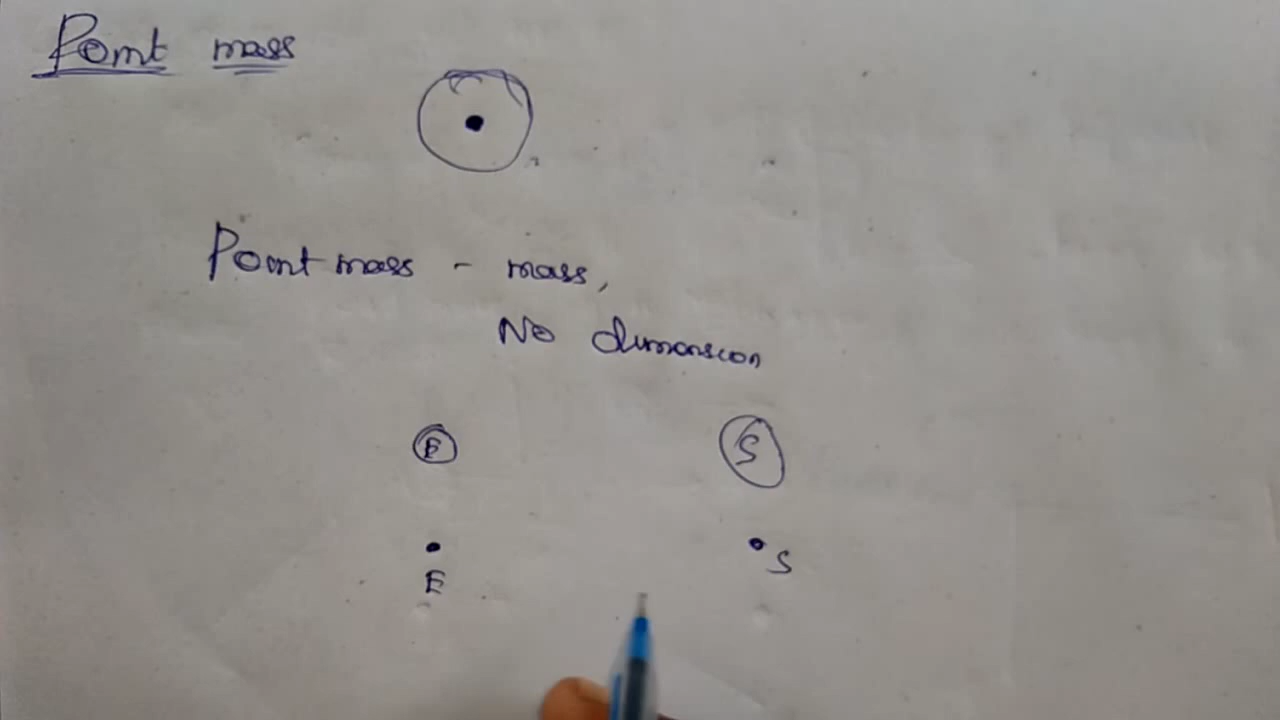 Point mass
Point mass - mass,
No dimension
E S
S
E